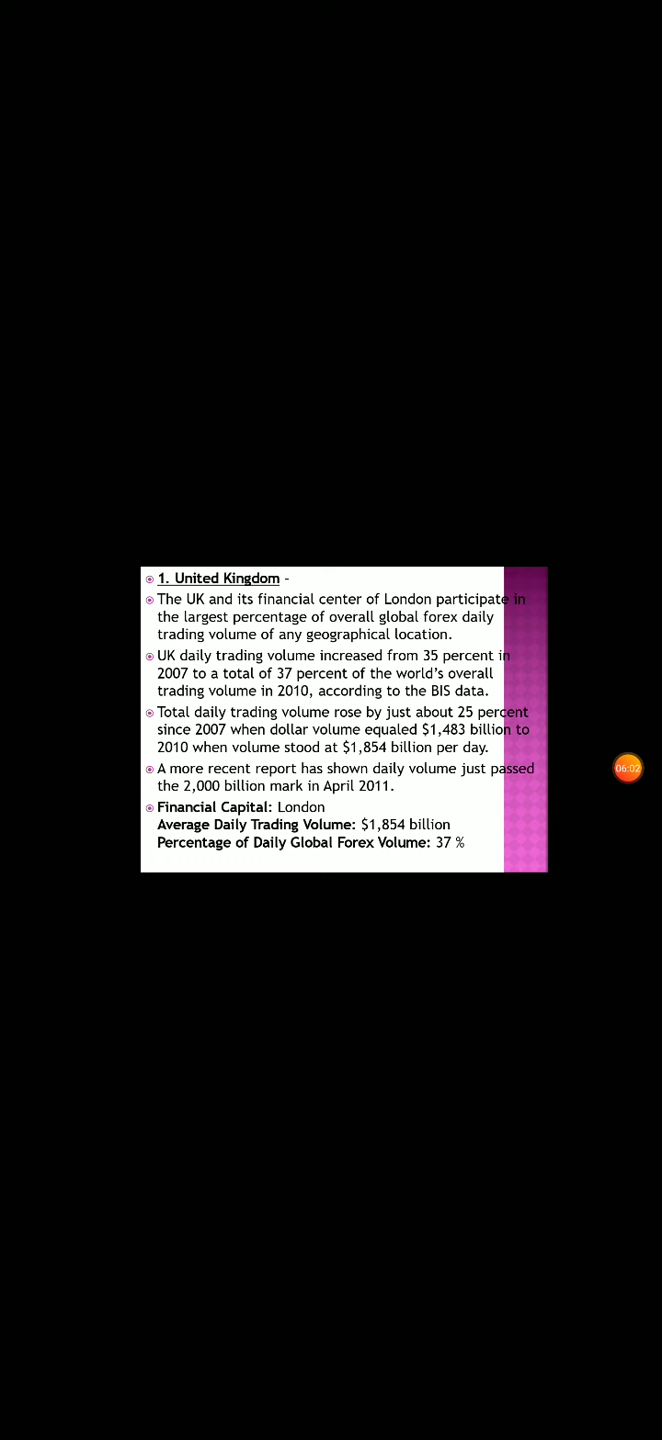 1. United Kingdom –
The UK and its financial center of London participate in
the largest percentage of overall global forex daily
trading volume of any geographical location.
UK daily trading volume increased from 35 percent in
2007 to a total of 37 percent of the world's overall
trading volume in 2010, according to the BIS data.
Total daily trading volume rose by just about 25 percent
since 2007 when dollar volume equaled $1,483 billion to
2010 when volume stood at $1,854 billion per day.
A more recent report has shown daily volume just passed
the 2,000 billion mark in April 2011.
Financial Capital: London
Average Daily Trading Volume: $1,854 billion
Percentage of Daily Global Forex Volume: 37 %
06:02